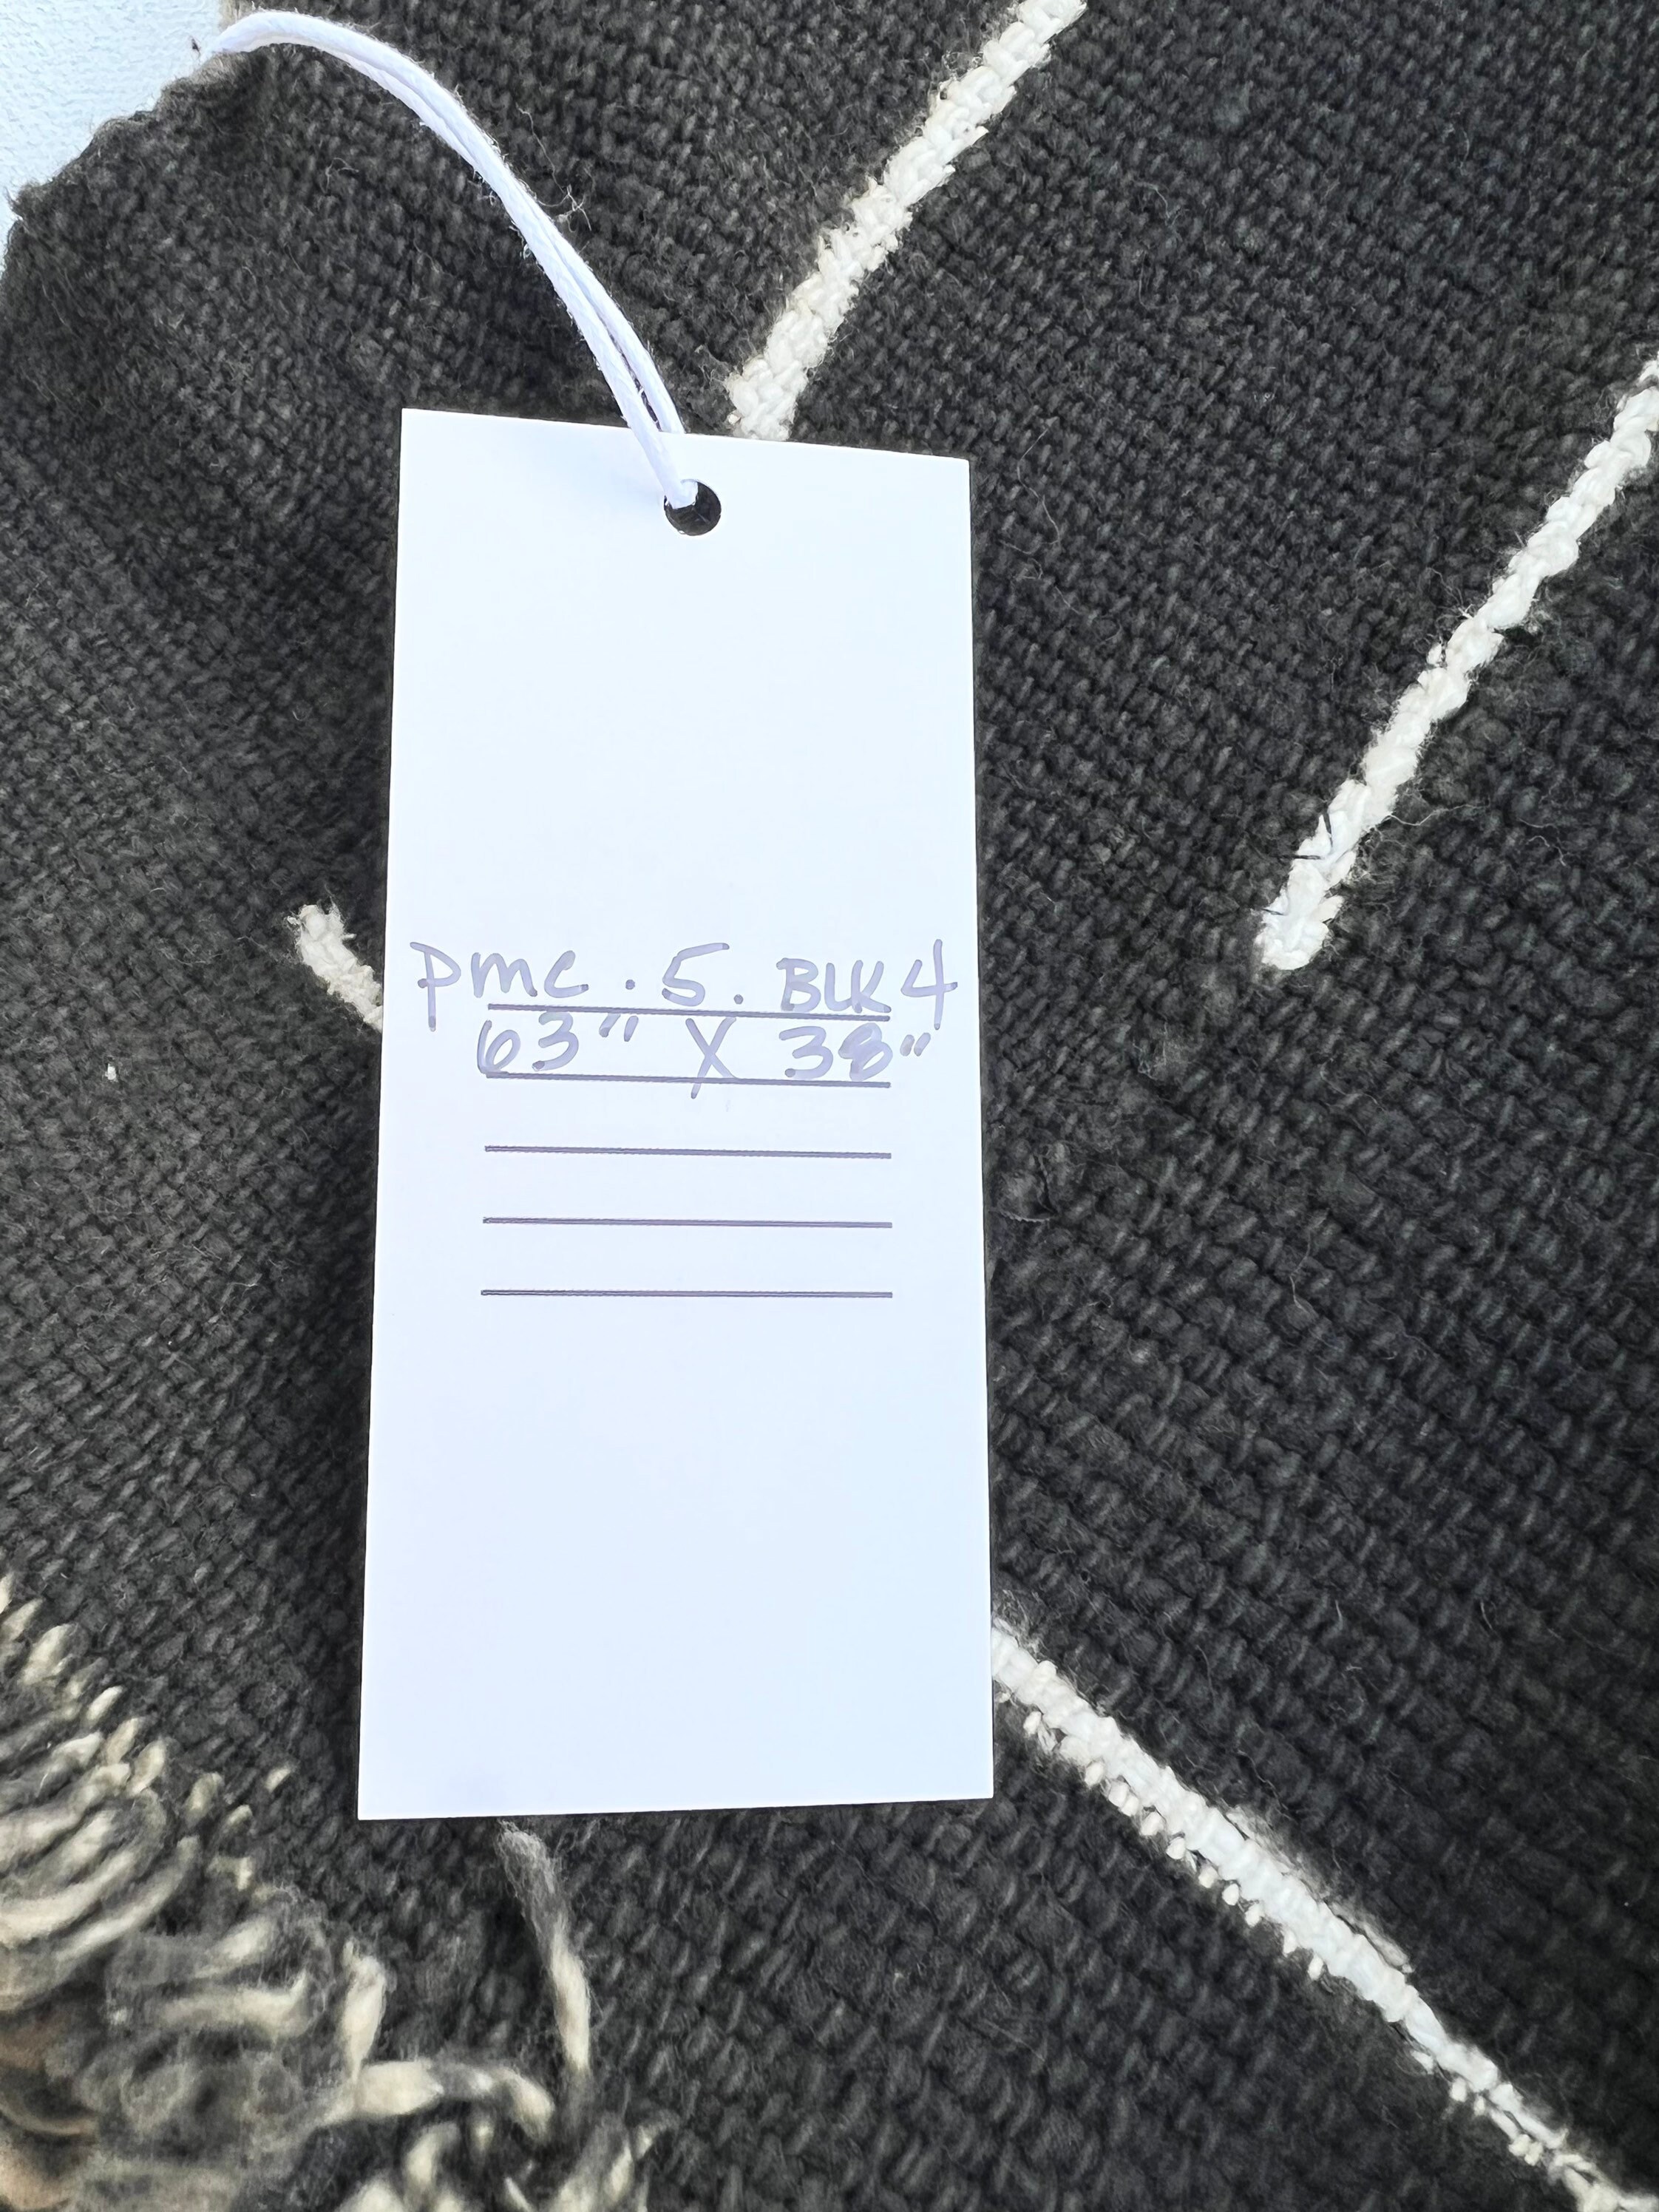 PMC . 5. BLK4
63" X 38"